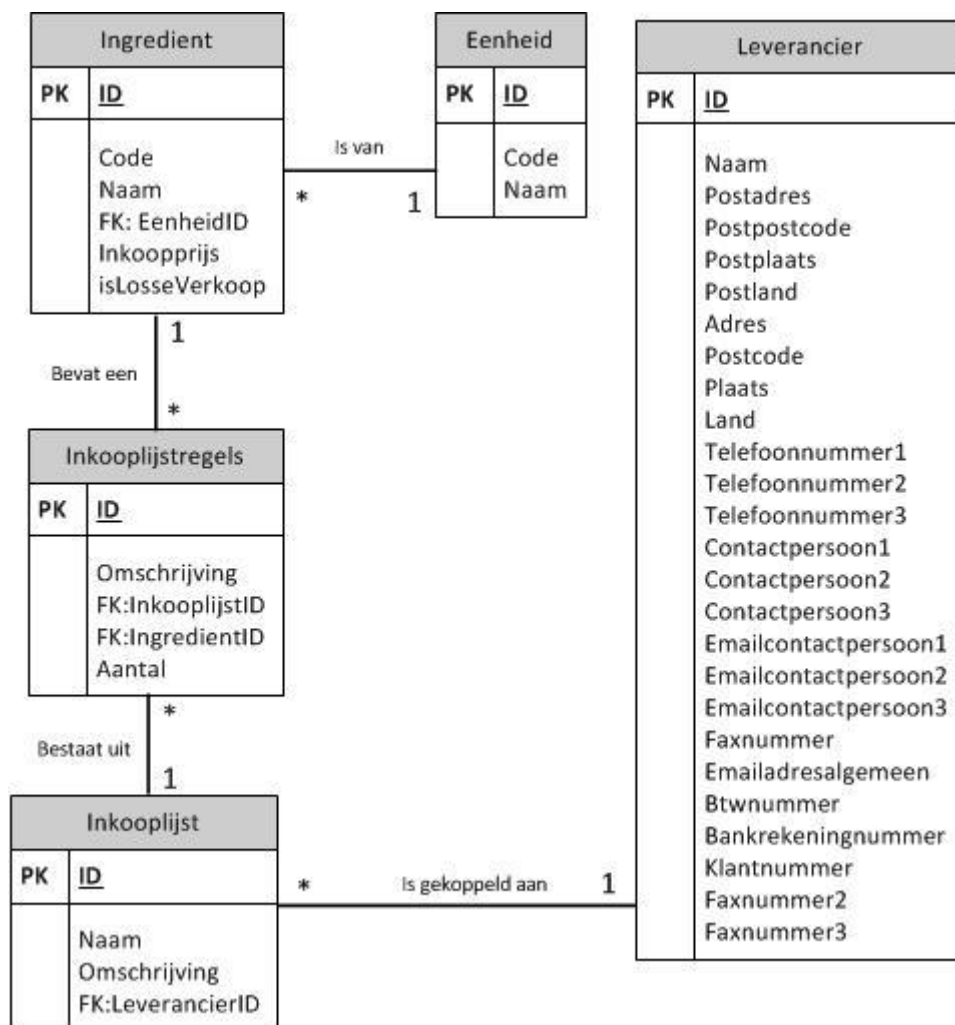 Ingredient
PK ID
Code
Naam
FK: EenheidID
Inkoopprijs
isLosseVerkoop
Is van
*
1
Eenheid
PK ID
Code
Naam
1
Bevat een
*
Inkooplijstregels
PK ID
Omschrijving
FK:InkooplijstID
FK:IngredientID
Aantal
*
Bestaat uit
1
Inkooplijst
PK ID
Naam
Omschrijving
FK:LeverancierID
*
Is gekoppeld aan
1
Leverancier
PK ID
Naam
Postadres
Postpostcode
Postplaats
Postland
Adres
Postcode
Plaats
Land
Telefoonnummer1
Telefoonnummer2
Telefoonnummer3
Contactpersoon1
Contactpersoon2
Contactpersoon3
Emailcontactpersoon1
Emailcontactpersoon2
Emailcontactpersoon3
Faxnummer
Emailadresalgemeen
Btwnummer
Bankrekeningnummer
Klantnummer
Faxnummer2
Faxnummer3